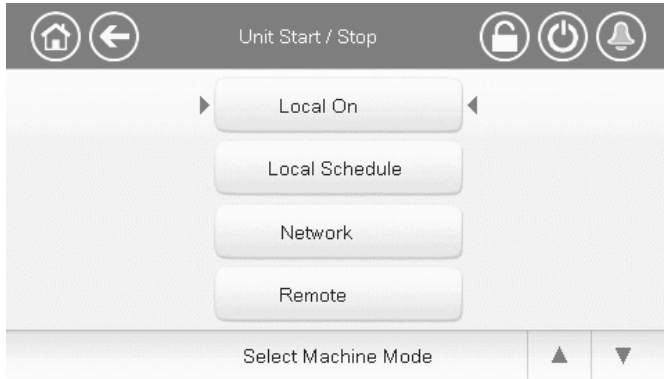 Unit Start / Stop
Local On
Local Schedule
Network
Remote
Select Machine Mode